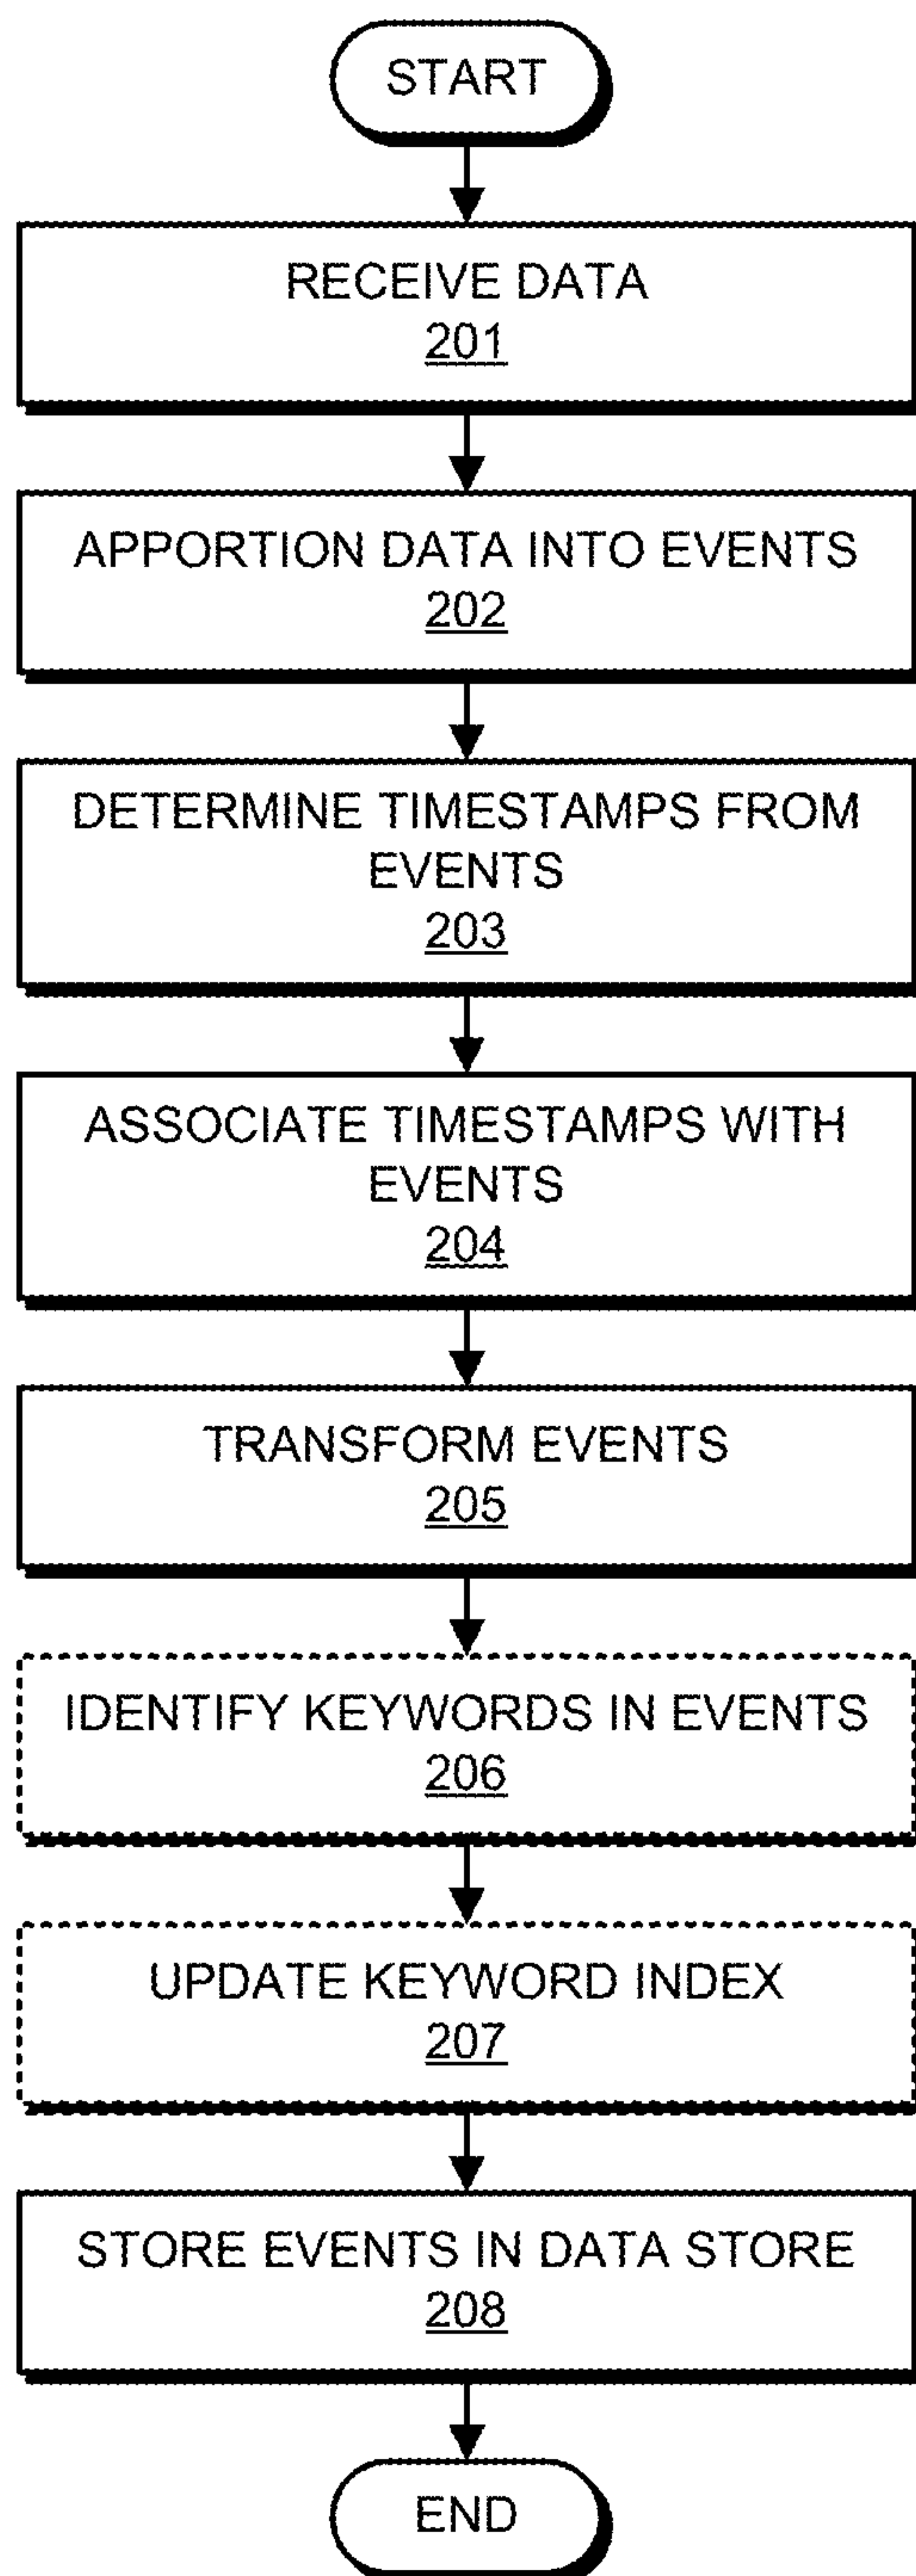 START
RECEIVE DATA
201
APPORTION DATA INTO EVENTS
202
DETERMINE TIMESTAMPS FROM
EVENTS
203
ASSOCIATE TIMESTAMPS WITH
EVENTS
204
TRANSFORM EVENTS
205
IDENTIFY KEYWORDS IN EVENTS
206
UPDATE KEYWORD INDEX
207
STORE EVENTS IN DATA STORE
208
END